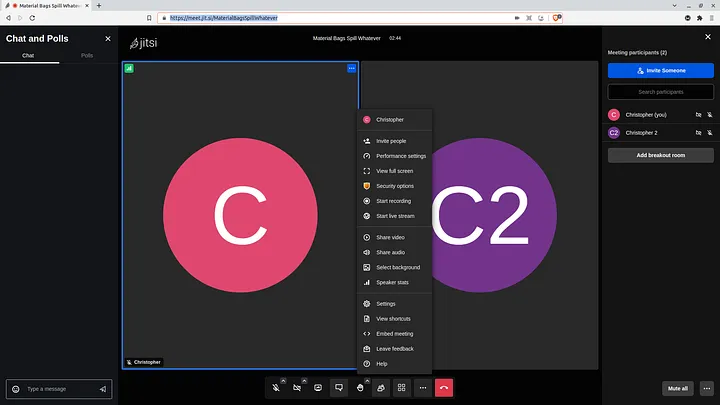 Material Bags Spill Whatev
https://meet.jit.si/MaterialBagsSpillWhatever
Chat and Polls
Chat
Polls
Type a message
jitsi
Material Bags Spill Whatever
02:44
C
Christopher
C2
Christopher
Invite people
Performance settings
View full screen
Security options
Start recording
Start live stream
Share video
Share audio
Select background
Speaker stats
Settings
View shortcuts
Embed meeting
Leave feedback
Help
Meeting participants (2)
Invite Someone
Search participants
C Christopher (you)
C2 Christopher 2
Add breakout room
Mute all